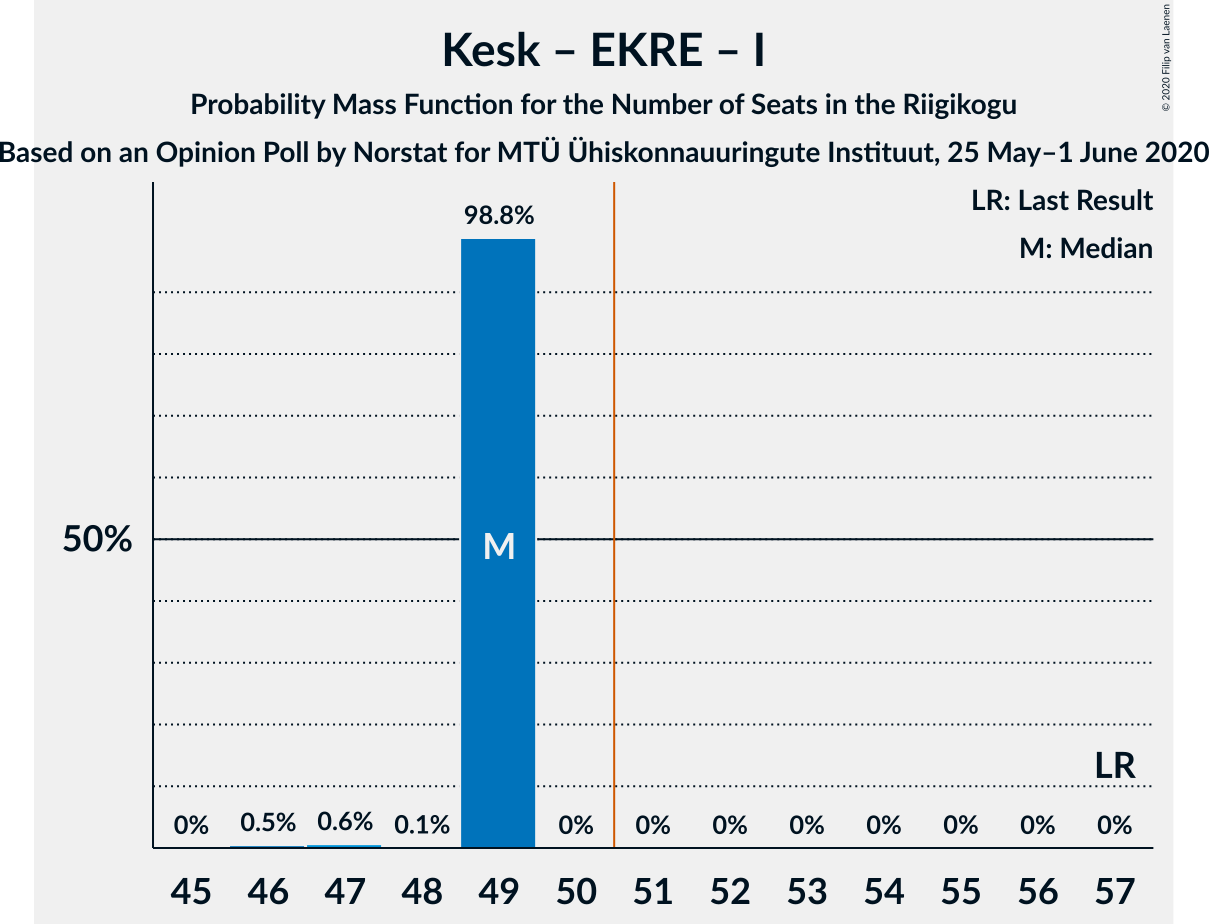 Kesk – EKRE – I
Probability Mass Function for the Number of Seats in the Riigikogu
Based on an Opinion Poll by Norstat for MTÜ Ühiskonnauuringute Instituut, 25 May–1 June 2020
© 2020 Filip van Laenen
LR: Last Result
M: Median
98.8%
50%
M
LR
0% 0.5% 0.6% 0.1% 0% 0% 0% 0% 0% 0% 0% 0%
45 46 47 48 49 50 51 52 53 54 55 56 57